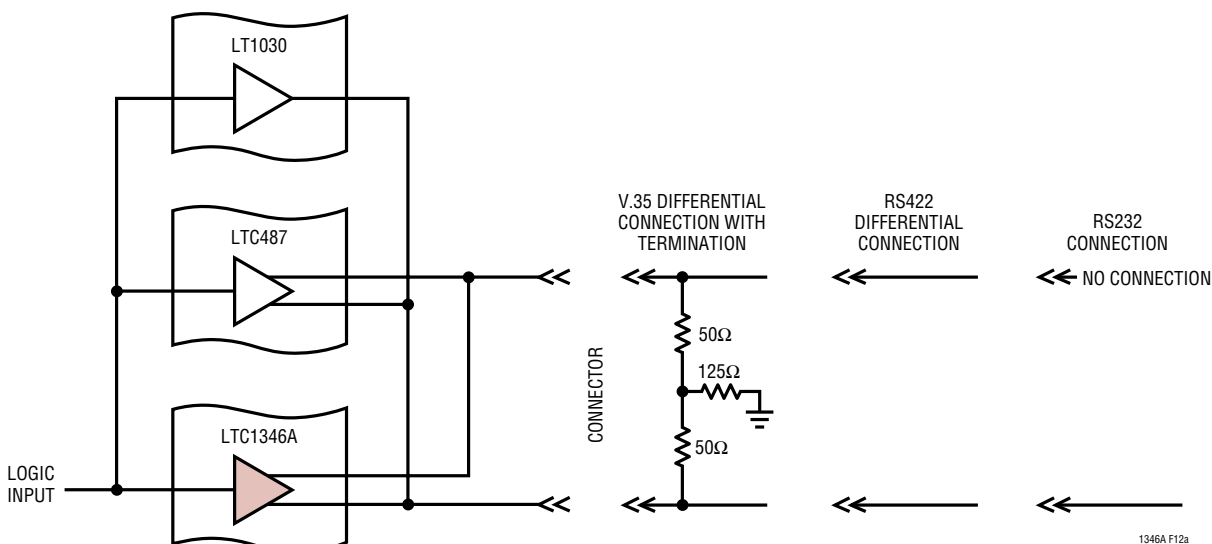 LT1030
LTC487
LTC1346A
LOGIC
INPUT
CONNECTOR
V.35 DIFFERENTIAL
CONNECTION WITH
TERMINATION
50Ω
125Ω
50Ω
RS422
DIFFERENTIAL
CONNECTION
RS232
CONNECTION
NO CONNECTION
1346A F12a